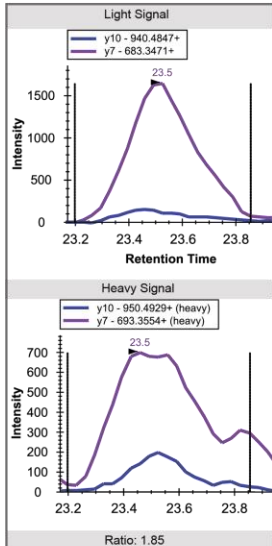 Light Signal
y10 - 940.4847+
y7 - 683.3471+
23.5
1500
1000
500
0
Intensity
23.2 23.4 23.6 23.8
Retention Time
Heavy Signal
y10 - 950.4929+ (heavy)
y7 - 693.3554+ (heavy)
23.5
700
600
500
400
300
200
100
0
Intensity
23.2 23.4 23.6 23.8
Ratio: 1.85